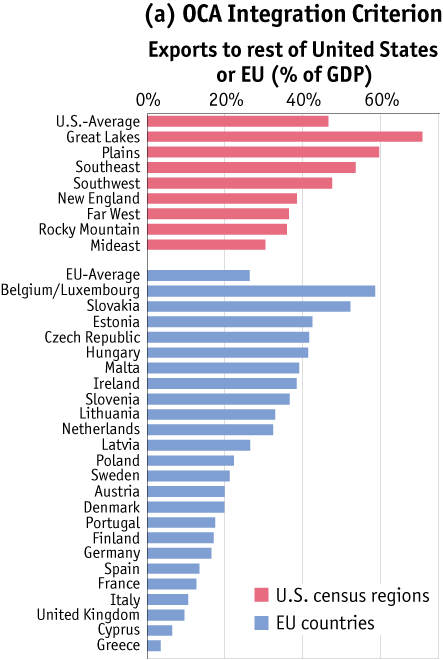 (a) OCA Integration Criterion
Exports to rest of United States
or EU (% of GDP)
0% 20% 40% 60%
U.S.-Average
Great Lakes
Plains
Southeast
Southwest
New England
Far West
Rocky Mountain
Mideast
EU-Average
Belgium/Luxembourg
Slovakia
Estonia
Czech Republic
Hungary
Malta
Ireland
Slovenia
Lithuania
Netherlands
Latvia
Poland
Sweden
Austria
Denmark
Portugal
Finland
Germany
Spain
France
Italy
United Kingdom
Cyprus
Greece
U.S. census regions
EU countries